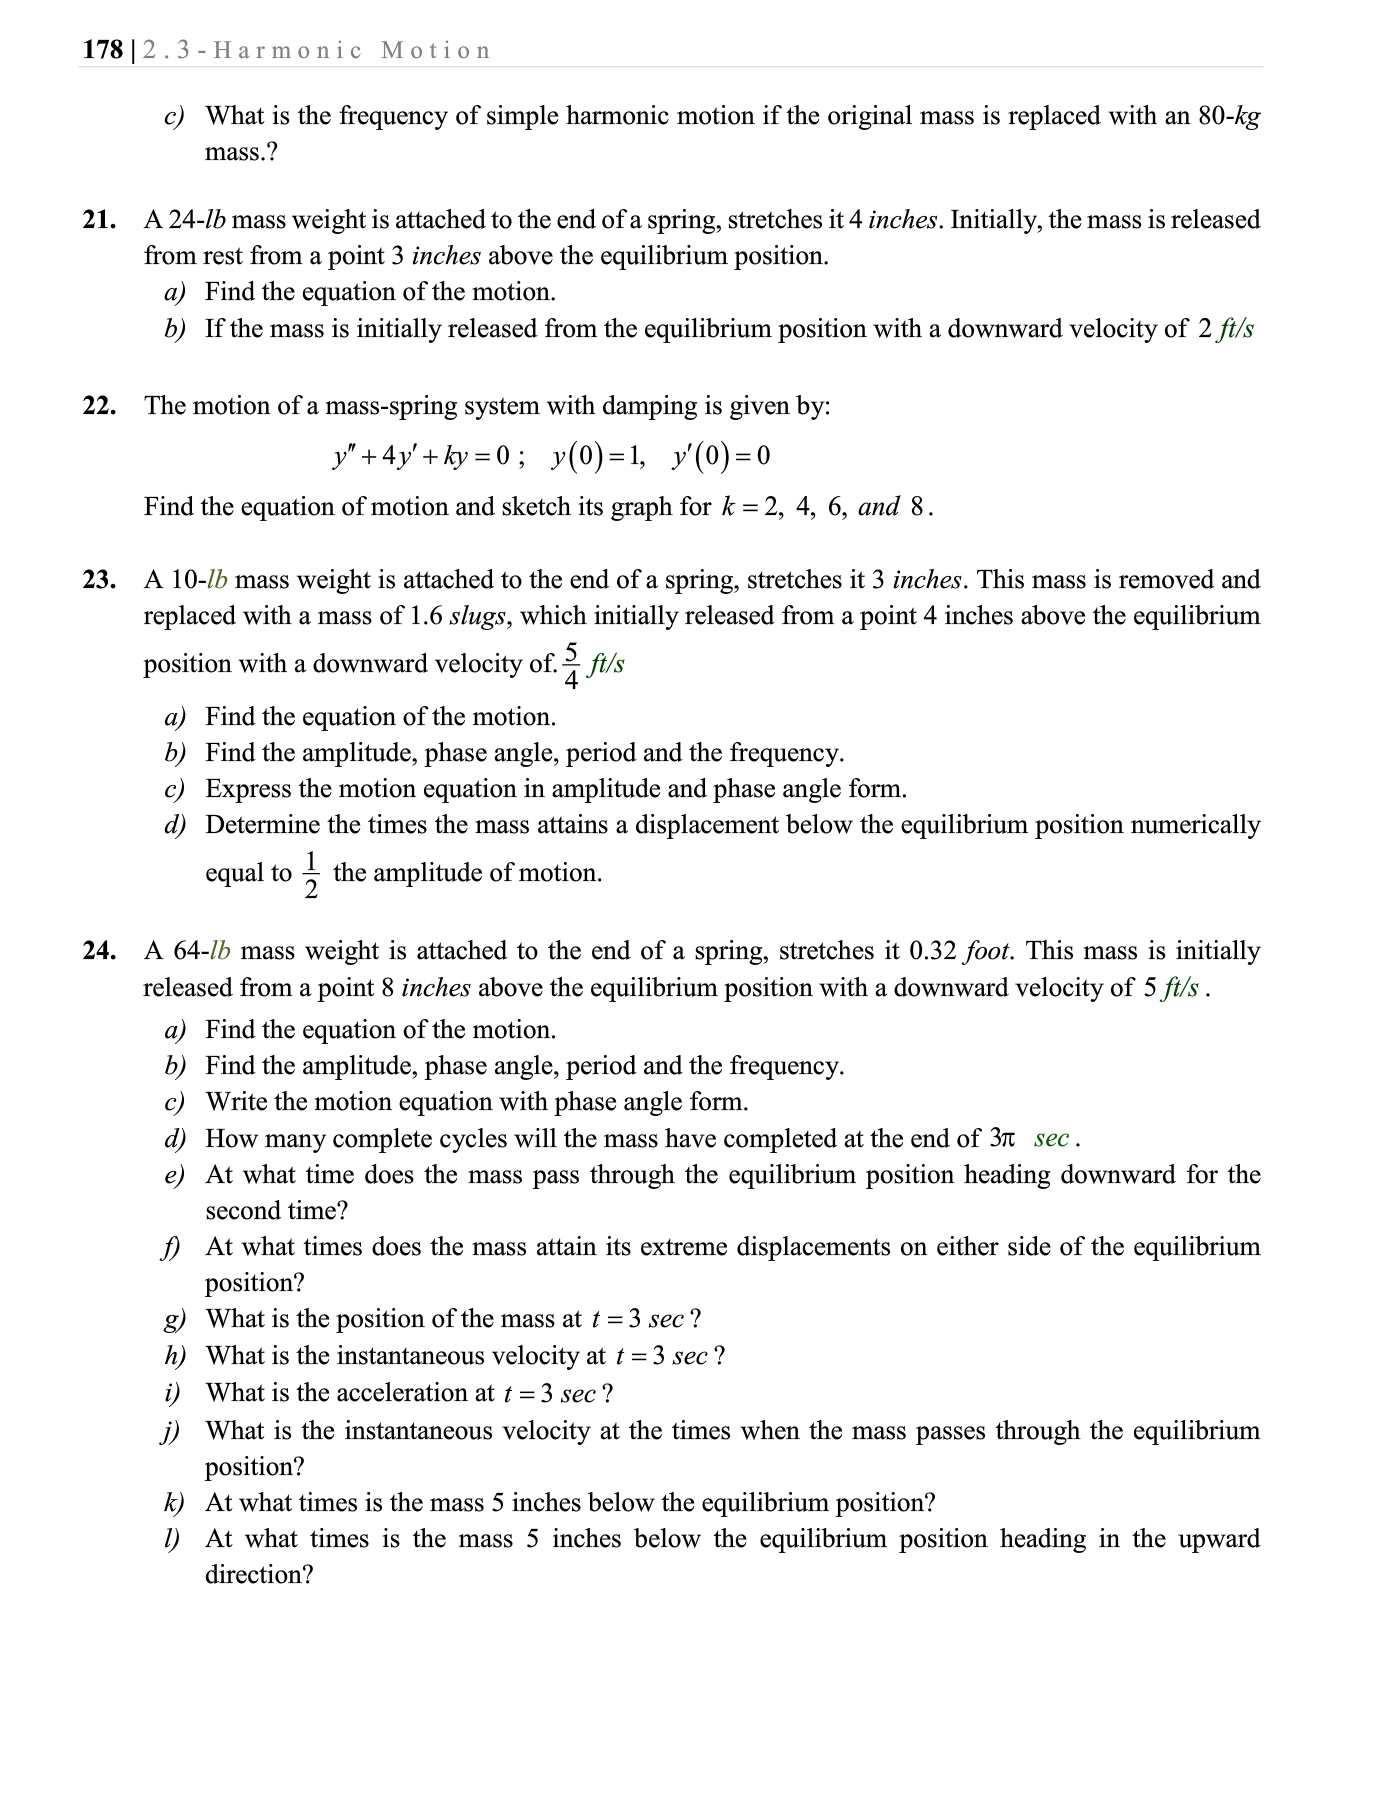 178 | 2.3 - Harmonic Motion
c) What is the frequency of simple harmonic motion if the original mass is replaced with an 80-kg
mass.?
21. A 24-lb mass weight is attached to the end of a spring, stretches it 4 inches. Initially, the mass is released
from rest from a point 3 inches above the equilibrium position.
a) Find the equation of the motion.
b) If the mass is initially released from the equilibrium position with a downward velocity of 2 ft/s
22. The motion of a mass-spring system with damping is given by:
y″ + 4y′ + ky = 0 ; y(0) = 1, y′(0) = 0
Find the equation of motion and sketch its graph for k = 2, 4, 6, and 8.
23. A 10-lb mass weight is attached to the end of a spring, stretches it 3 inches. This mass is removed and
replaced with a mass of 1.6 slugs, which initially released from a point 4 inches above the equilibrium
position with a downward velocity of. 5/4 ft/s
a) Find the equation of the motion.
b) Find the amplitude, phase angle, period and the frequency.
c) Express the motion equation in amplitude and phase angle form.
d) Determine the times the mass attains a displacement below the equilibrium position numerically
equal to 1/2 the amplitude of motion.
24. A 64-lb mass weight is attached to the end of a spring, stretches it 0.32 foot. This mass is initially
released from a point 8 inches above the equilibrium position with a downward velocity of 5 ft/s .
a) Find the equation of the motion.
b) Find the amplitude, phase angle, period and the frequency.
c) Write the motion equation with phase angle form.
d) How many complete cycles will the mass have completed at the end of 3π sec .
e) At what time does the mass pass through the equilibrium position heading downward for the
second time?
f) At what times does the mass attain its extreme displacements on either side of the equilibrium
position?
g) What is the position of the mass at t = 3 sec ?
h) What is the instantaneous velocity at t = 3 sec ?
i) What is the acceleration at t = 3 sec ?
j) What is the instantaneous velocity at the times when the mass passes through the equilibrium
position?
k) At what times is the mass 5 inches below the equilibrium position?
l) At what times is the mass 5 inches below the equilibrium position heading in the upward
direction?